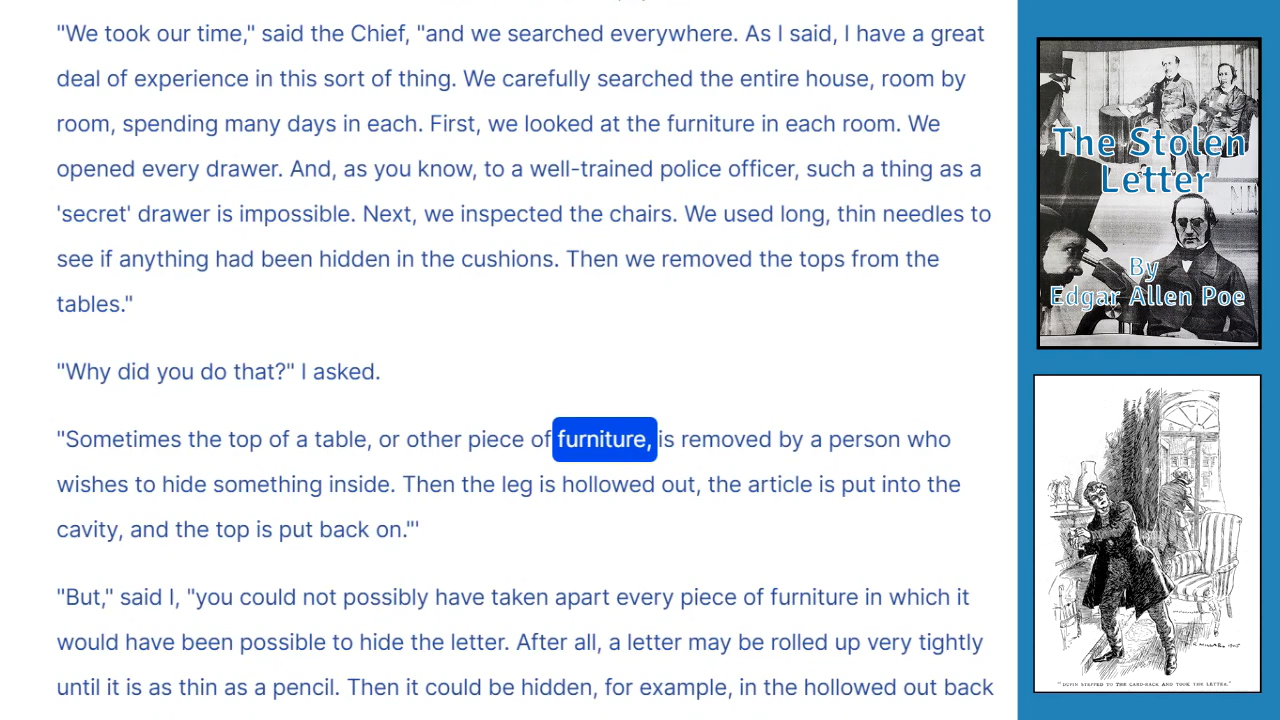 "We took our time," said the Chief, "and we searched everywhere. As I said, I have a great
deal of experience in this sort of thing. We carefully searched the entire house, room by
room, spending many days in each. First, we looked at the furniture in each room. We
opened every drawer. And, as you know, to a well-trained police officer, such a thing as a
'secret' drawer is impossible. Next, we inspected the chairs. We used long, thin needles to
see if anything had been hidden in the cushions. Then we removed the tops from the
tables."
"Why did you do that?" I asked.
"Sometimes the top of a table, or other piece of furniture, is removed by a person who
wishes to hide something inside. Then the leg is hollowed out, the article is put into the
cavity, and the top is put back on."'
"But," said I, "you could not possibly have taken apart every piece of furniture in which it
would have been possible to hide the letter. After all, a letter may be rolled up very tightly
until it is as thin as a pencil. Then it could be hidden, for example, in the hollowed out back
The Stolen
Letter
By
Edgar Allen Poe
"DUPIN STEPPED TO THE CARD-RACK AND TOOK THE LETTER."